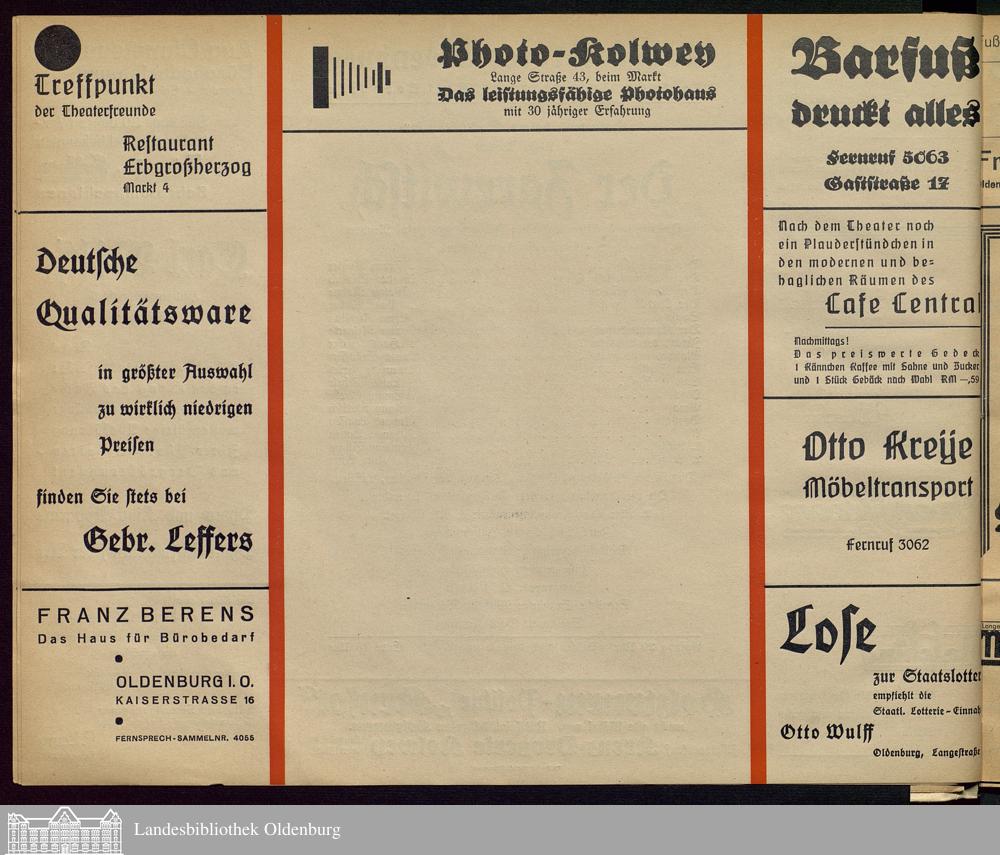 Treffpunkt
der Theaterfreunde
Restaurant
Erbgroßherzog
Markt 4
Deutsche
Qualitätsware
in größter Auswahl
zu wirklich niedrigen
Preisen
finden Sie stets bei
Gebr. Leffers
FRANZ BERENS
Das Haus für Bürobedarf
OLDENBURG I. O.
KAISERSTRASSE 16
FERNSPRECH-SAMMELNR. 4055
Photo-Kolwey
Lange Straße 43, beim Markt
Das leistungsfähige Photohaus
mit 30 jähriger Erfahrung
Barfuß
druckt alles
Fernruf 5063
Gaststraße 17
Nach dem Theater noch
ein Plauderstündchen in
den modernen und be=
haglichen Räumen des
Cafe Central
Nachmittags!
Das preiswerte Gedeck
1 Kännchen Kaffee mit Sahne und Zucker
und 1 Stück Gebäck nach Wahl RM —,59
Otto Kreije
Möbeltransport
Fernruf 3062
Lose
zur Staatslotter
empfiehlt die
Staatl. Lotterie-Einnah
Otto Wulff
Oldenburg, Langestraße
Landesbibliothek Oldenburg